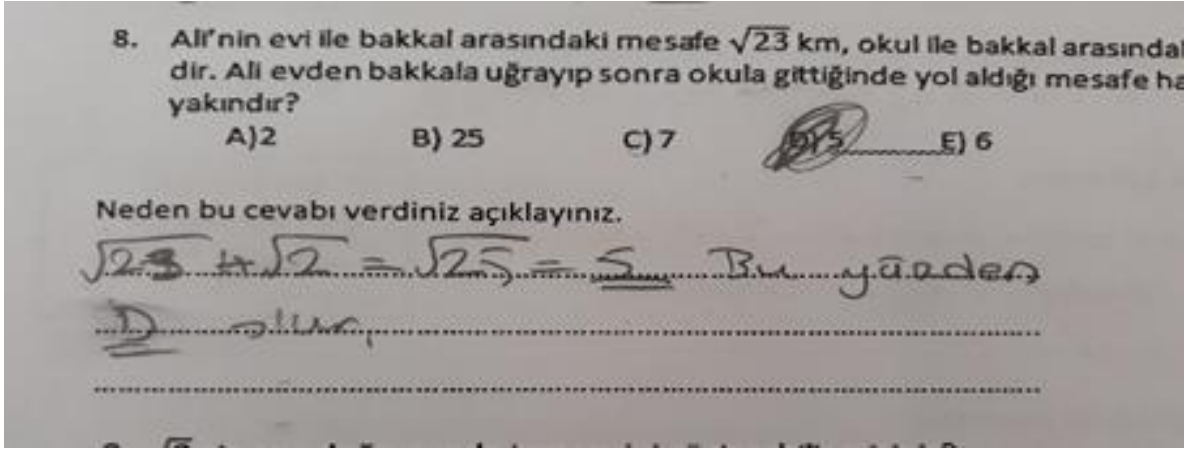 8. Ali'nin evi ile bakkal arasındaki mesafe √23 km, okul ile bakkal arasında
dir. Ali evden bakkala uğrayıp sonra okula gittiğinde yol aldığı mesafe ha
yakındır?
A)2 B) 25 C) 7 D) 5 E) 6
Neden bu cevabı verdiniz açıklayınız.
√23 + √2 = √25 = 5 Bu yüzden
D olur,